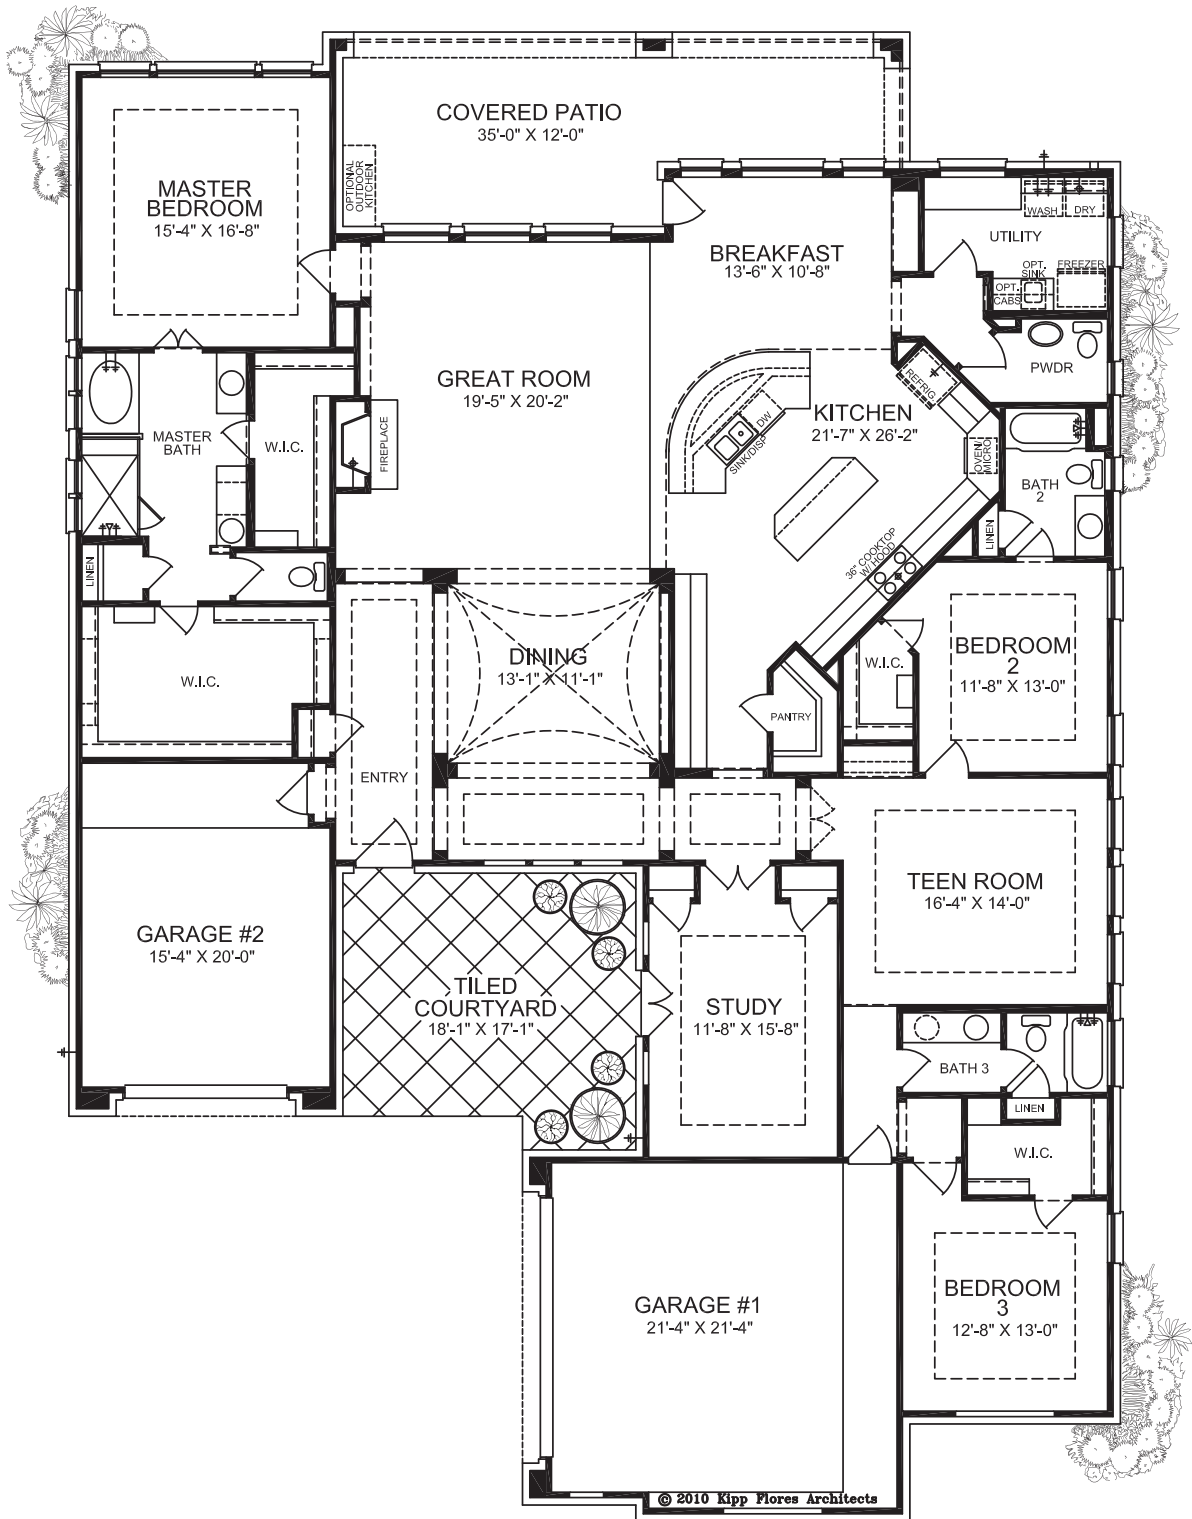 COVERED PATIO
35'-0" X 12'-0"
OPTIONAL
OUTDOOR
KITCHEN
MASTER
BEDROOM
15'-4" X 16'-8"
BREAKFAST
13'-6" X 10'-8"
UTILITY
WASH
DRY
OPT.
SINK
FREEZER
OPT.
CABS
PWDR
GREAT ROOM
19'-5" X 20'-2"
REFRIG.
KITCHEN
21'-7" X 26'-2"
DW
SINK/DISP
OVEN/
MICRO
MASTER
BATH
W.I.C.
FIREPLACE
BATH
2
LINEN
LINEN
36" COOKTOP
W/ HOOD
DINING
13'-1" X 11'-1"
W.I.C.
W.I.C.
BEDROOM
2
11'-8" X 13'-0"
PANTRY
ENTRY
TEEN ROOM
16'-4" X 14'-0"
GARAGE #2
15'-4" X 20'-0"
TILED
COURTYARD
18'-1" X 17'-1"
STUDY
11'-8" X 15'-8"
BATH 3
LINEN
W.I.C.
GARAGE #1
21'-4" X 21'-4"
BEDROOM
3
12'-8" X 13'-0"
© 2010 Kipp Flores Architects